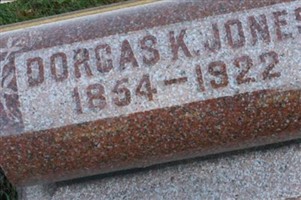 DORCAS K. JONES
1854 — 1922